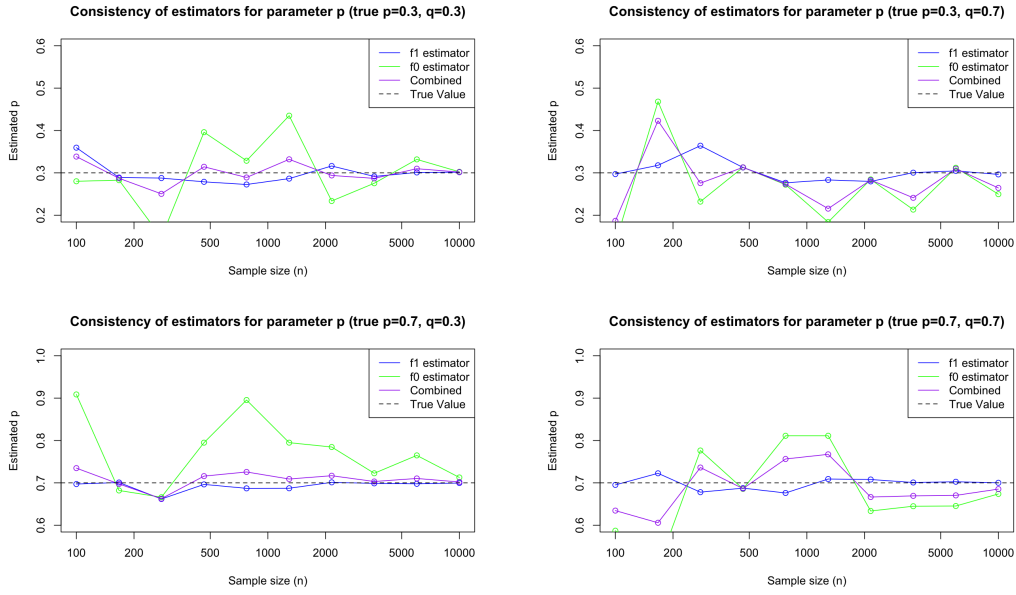 Consistency of estimators for parameter p (true p=0.3, q=0.3)
Estimated p
0.2 0.3 0.4 0.5 0.6
f1 estimator
f0 estimator
Combined
True Value
100 200 500 1000 2000 5000 10000
Sample size (n)
Consistency of estimators for parameter p (true p=0.3, q=0.7)
Estimated p
0.2 0.3 0.4 0.5 0.6
f1 estimator
f0 estimator
Combined
True Value
100 200 500 1000 2000 5000 10000
Sample size (n)
Consistency of estimators for parameter p (true p=0.7, q=0.3)
Estimated p
0.6 0.7 0.8 0.9 1.0
f1 estimator
f0 estimator
Combined
True Value
100 200 500 1000 2000 5000 10000
Sample size (n)
Consistency of estimators for parameter p (true p=0.7, q=0.7)
Estimated p
0.6 0.7 0.8 0.9 1.0
f1 estimator
f0 estimator
Combined
True Value
100 200 500 1000 2000 5000 10000
Sample size (n)